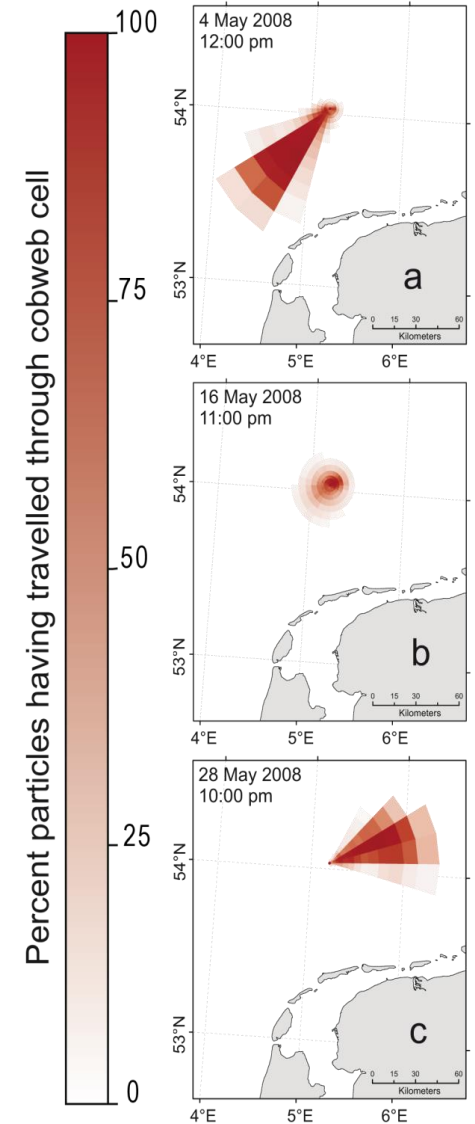 Percent particles having travelled through cobweb cell
100
75
50
25
0
4 May 2008
12:00 pm
54°N
53°N
a
0 15 30 60
Kilometers
4°E 5°E 6°E
16 May 2008
11:00 pm
54°N
53°N
b
0 15 30 60
Kilometers
4°E 5°E 6°E
28 May 2008
10:00 pm
54°N
53°N
c
0 15 30 60
Kilometers
4°E 5°E 6°E